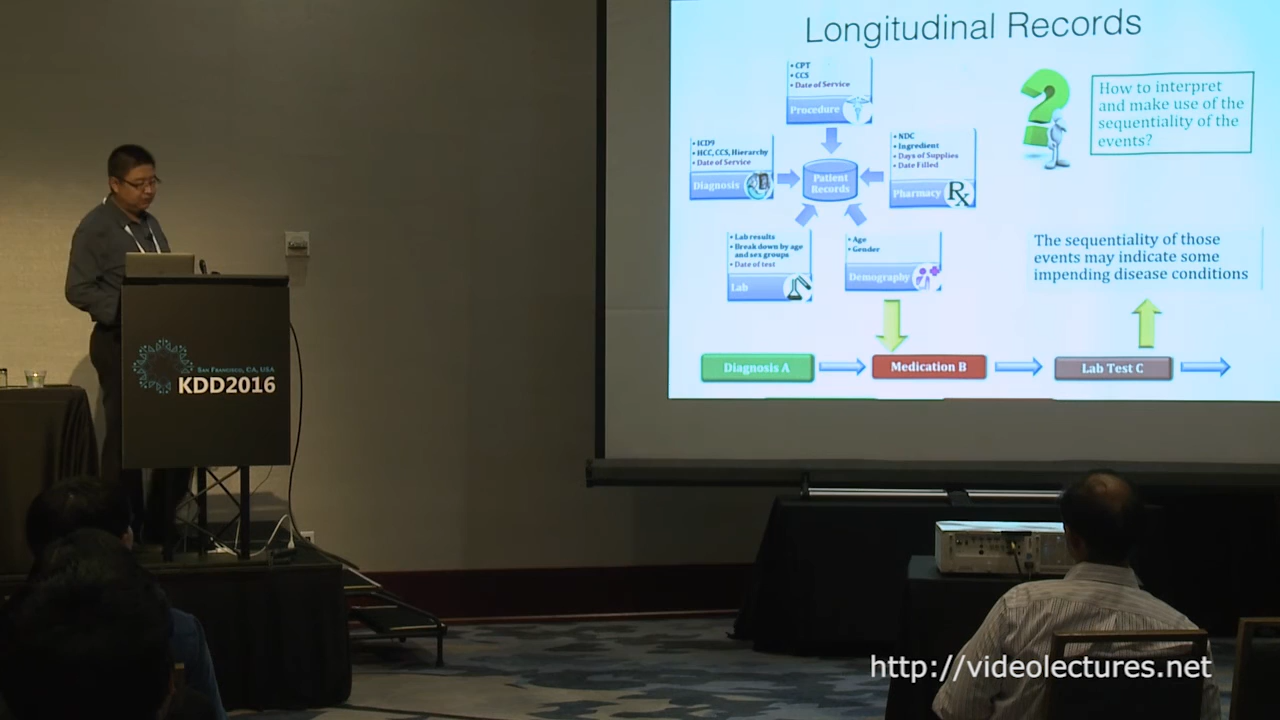 Longitudinal Records
• CPT
• CCS
• Date of Service
Procedure
• ICD9
• HCC, CCS, Hierarchy
• Date of Service
Diagnosis
Patient
Records
• NDC
• Ingredient
• Days of Supplies
• Date Filled
Pharmacy
Rx
• Lab results
• Break down by age
and sex groups
• Date of test
Lab
• Age
• Gender
Demography
?
How to interpret
and make use of the
sequentiality of the
events?
The sequentiality of those
events may indicate some
impending disease conditions
Diagnosis A
Medication B
Lab Test C
SAN FRANCISCO, CA, USA
KDD2016
http://videolectures.net